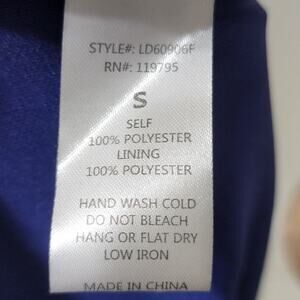 STYLE#: LD60906F
RN#: 119795
S
SELF
100% POLYESTER
LINING
100% POLYESTER
HAND WASH COLD
DO NOT BLEACH
HANG OR FLAT DRY
LOW IRON
MADE IN CHINA